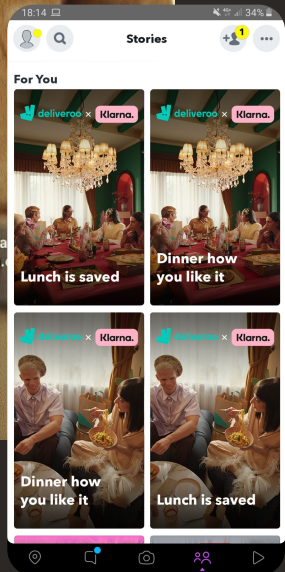 18:14 4G+ 34%
Stories
1
For You
deliveroo x Klarna.
deliveroo x Klarna.
Lunch is saved
Dinner how
you like it
deliveroo x Klarna.
deliveroo x Klarna.
Dinner how
you like it
Lunch is saved